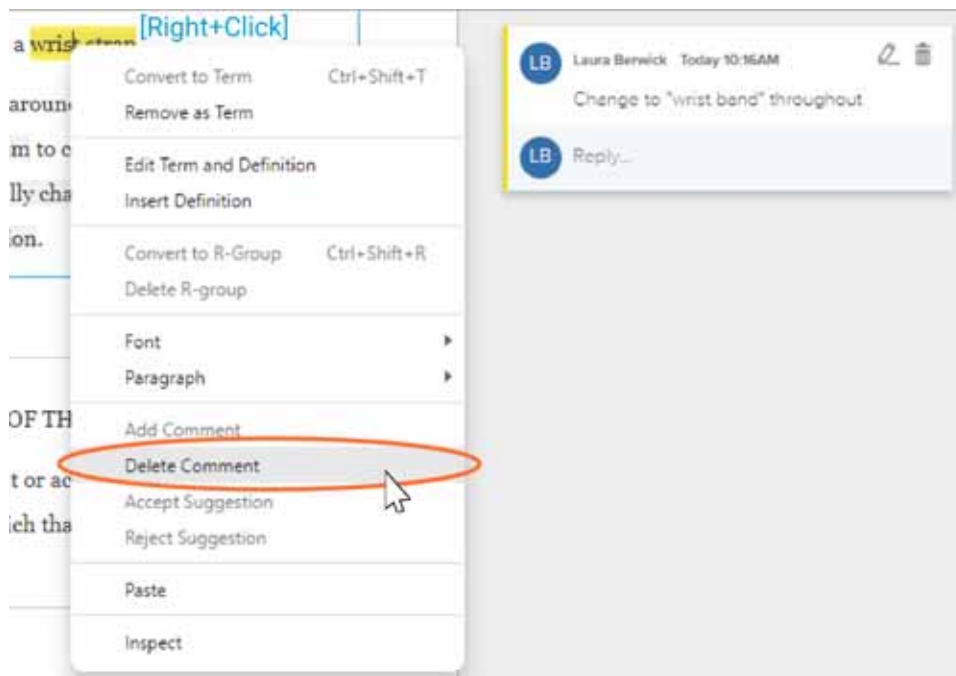 [Right+Click]
a wrist strap
aroun
m to c
lly cha
ion.
OF TH
t or ac
ich tha
Convert to Term Ctrl+Shift+T
Remove as Term
Edit Term and Definition
Insert Definition
Convert to R-Group Ctrl+Shift+R
Delete R-group
Font
Paragraph
Add Comment
Delete Comment
Accept Suggestion
Reject Suggestion
Paste
Inspect
LB Laura Berwick Today 10:16AM
Change to "wrist band" throughout
LB Reply...